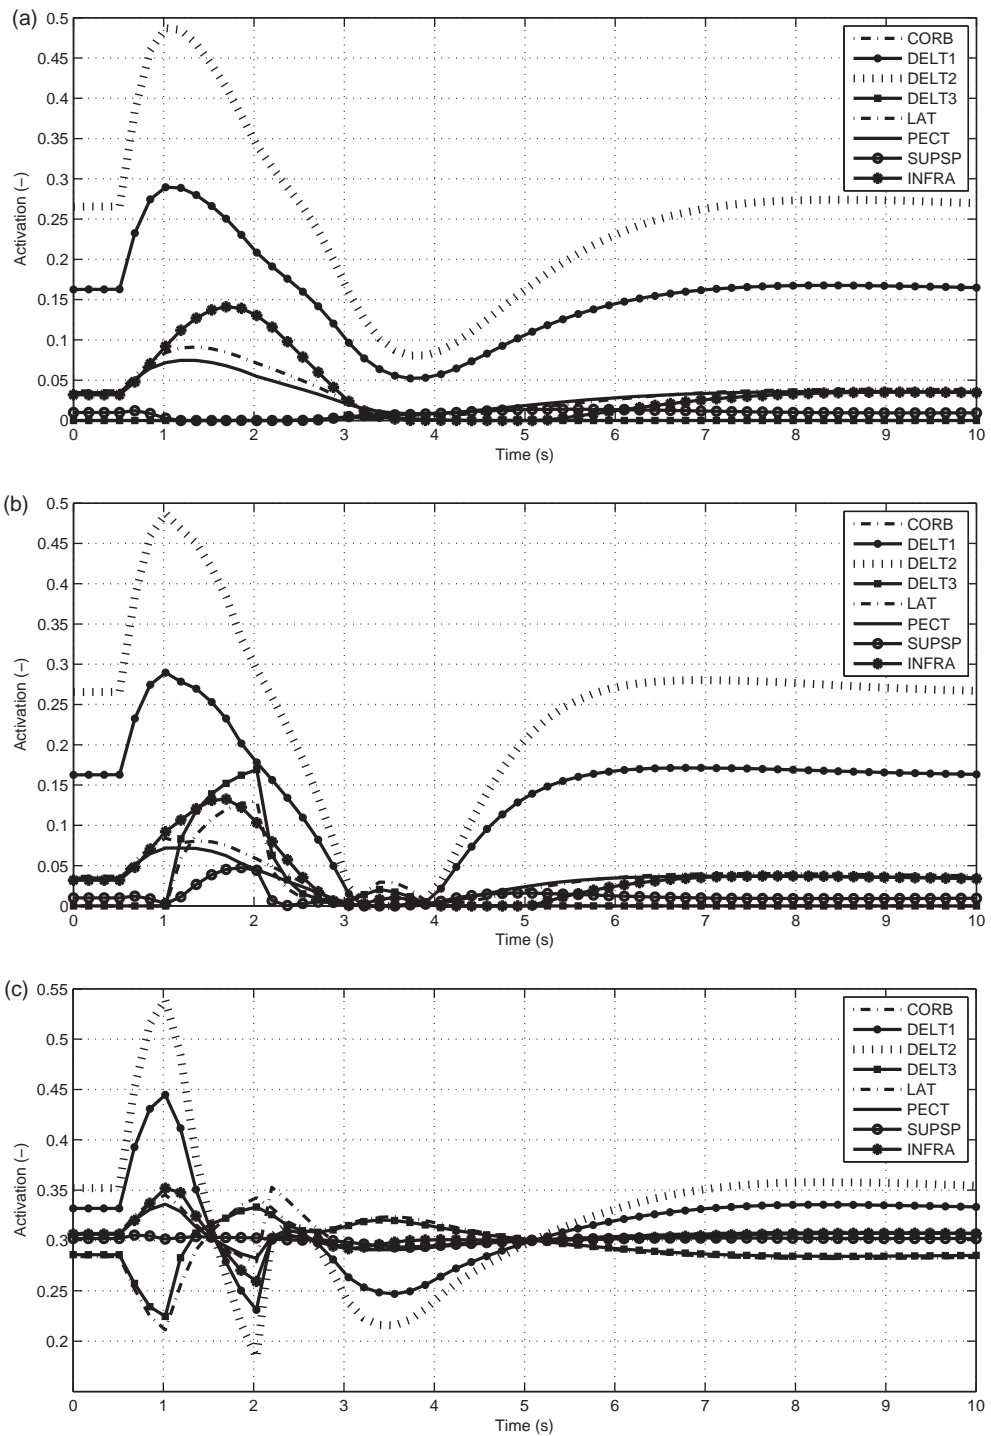 (a)
0.5
0.45
0.4
0.35
0.3
0.25
0.2
0.15
0.1
0.05
0
Activation (−)
CORB
DELT1
DELT2
DELT3
LAT
PECT
SUPSP
INFRA
0 1 2 3 4 5 6 7 8 9 10
Time (s)
(b)
0.5
0.45
0.4
0.35
0.3
0.25
0.2
0.15
0.1
0.05
0
Activation (−)
CORB
DELT1
DELT2
DELT3
LAT
PECT
SUPSP
INFRA
0 1 2 3 4 5 6 7 8 9 10
Time (s)
(c)
0.55
0.5
0.45
0.4
0.35
0.3
0.25
0.2
Activation (−)
CORB
DELT1
DELT2
DELT3
LAT
PECT
SUPSP
INFRA
0 1 2 3 4 5 6 7 8 9 10
Time (s)